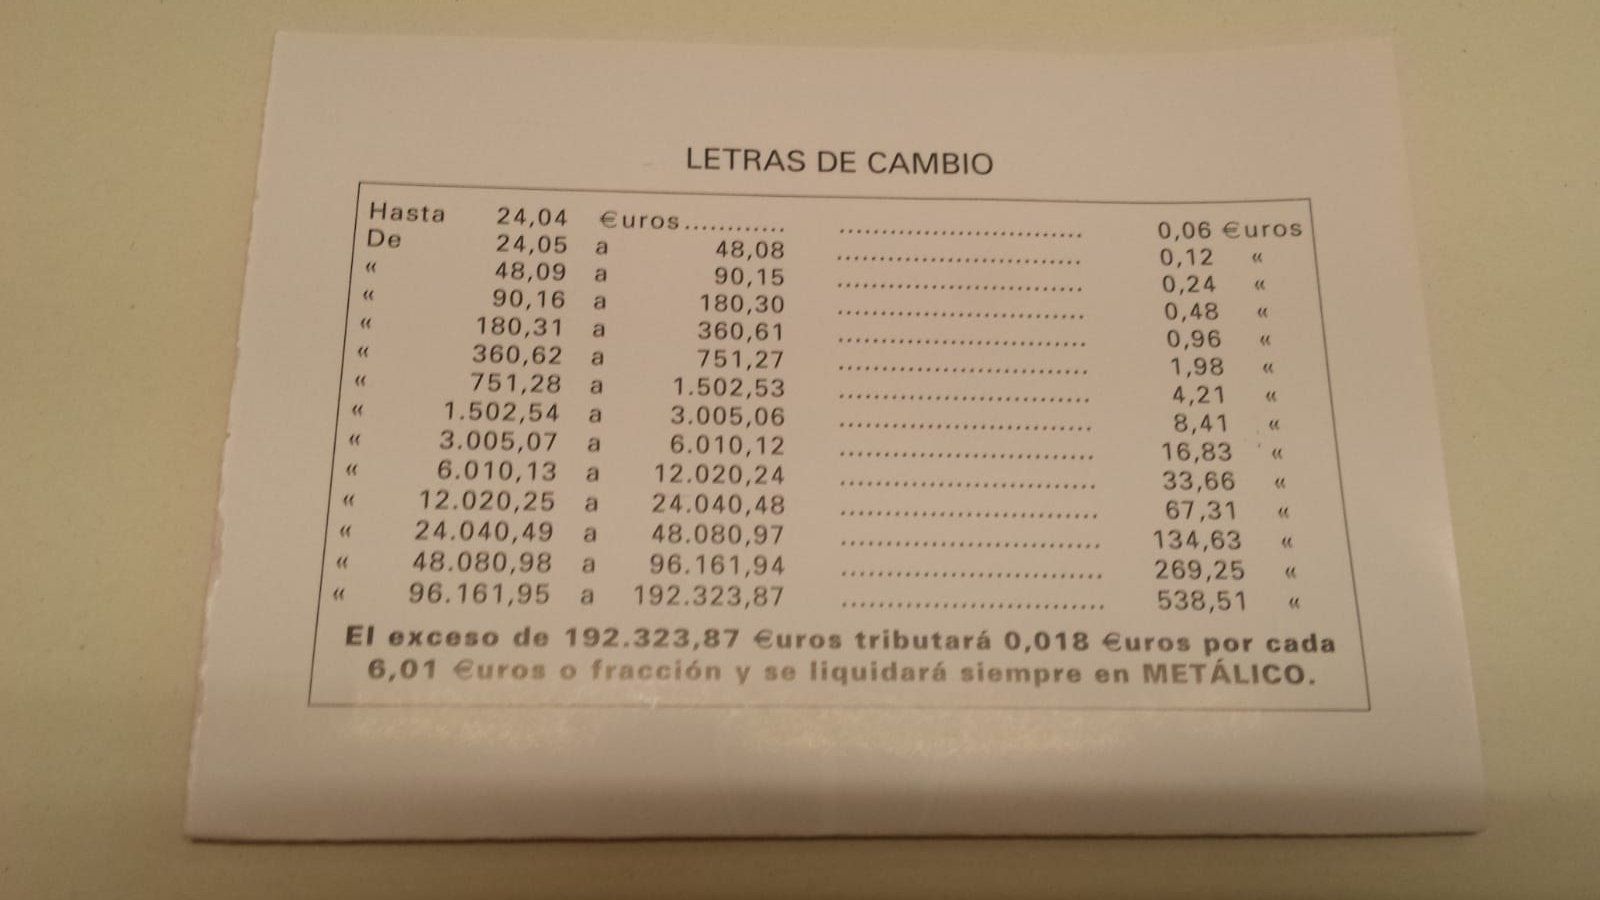 LETRAS DE CAMBIO
Hasta 24,04 €uros............ ............................ 0,06 €uros
De 24,05 a 48,08 ............................ 0,12 «
« 48,09 a 90,15 ............................ 0,24 «
« 90,16 a 180,30 ............................ 0,48 «
« 180,31 a 360,61 ............................ 0,96 «
« 360,62 a 751,27 ............................ 1,98 «
« 751,28 a 1.502,53 ............................ 4,21 «
« 1.502,54 a 3.005,06 ............................ 8,41 «
« 3.005,07 a 6.010,12 ............................ 16,83 «
« 6.010,13 a 12.020,24 ............................ 33,66 «
« 12.020,25 a 24.040,48 ............................ 67,31 «
« 24.040,49 a 48.080,97 ............................ 134,63 «
« 48.080,98 a 96.161,94 ............................ 269,25 «
« 96.161,95 a 192.323,87 ............................ 538,51 «
El exceso de 192.323,87 €uros tributará 0,018 €uros por cada
6,01 €uros o fracción y se liquidará siempre en METÁLICO.